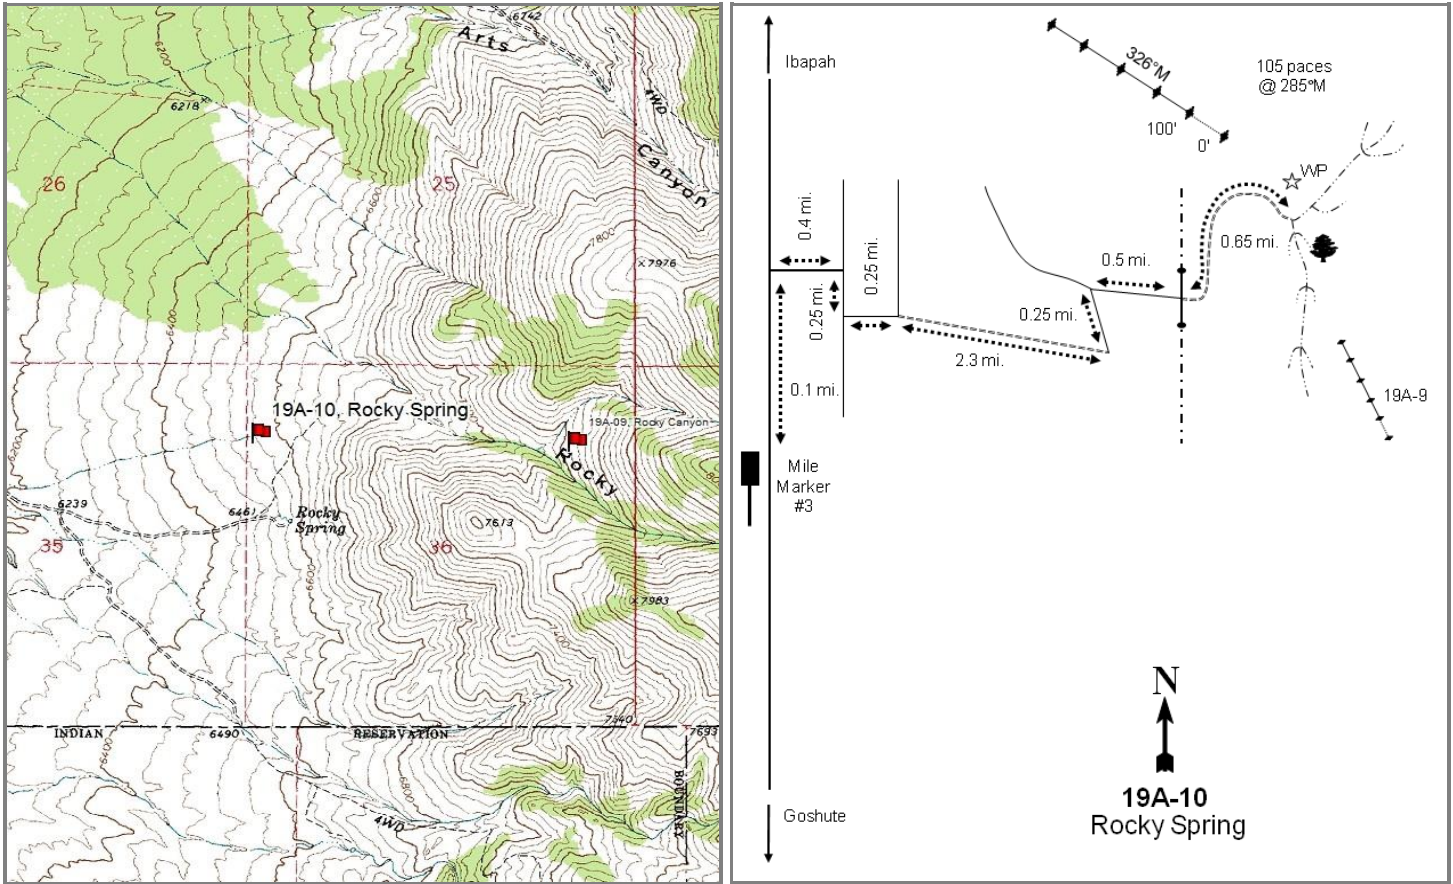 6742
Arts
Canyon
4WD
6200
6218
26
25
6600
7800
7976
6600
19A-10, Rocky Spring
19A-09, Rocky Canyon
Rocky
6200
6239
6461
Rocky
Spring
7613
35
36
6600
7983
7340
INDIAN
6490
RESERVATION
7693
6400
6800
4WD
BOUNDARY
Ibapah
326°M
105 paces
@ 285°M
100'
0'
WP
0.4 mi.
0.25 mi.
0.25 mi.
0.5 mi.
0.65 mi.
0.25 mi.
2.3 mi.
0.1 mi.
19A-9
Mile
Marker
#3
N
19A-10
Rocky Spring
Goshute